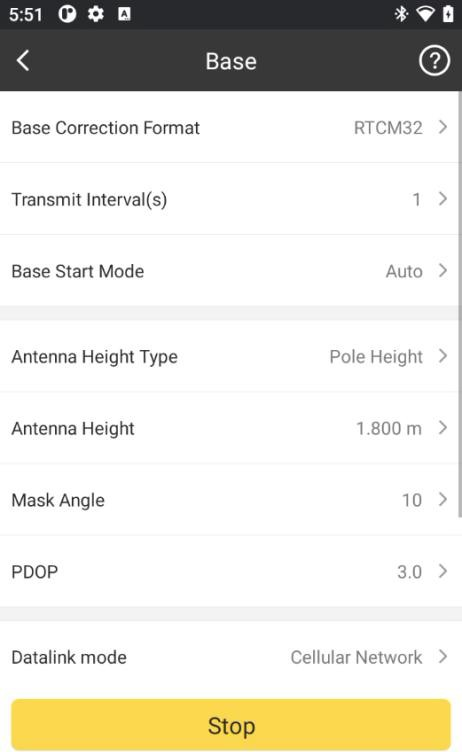 5:51
Base
Base Correction Format RTCM32
Transmit Interval(s) 1
Base Start Mode Auto
Antenna Height Type Pole Height
Antenna Height 1.800 m
Mask Angle 10
PDOP 3.0
Datalink mode Cellular Network
Stop